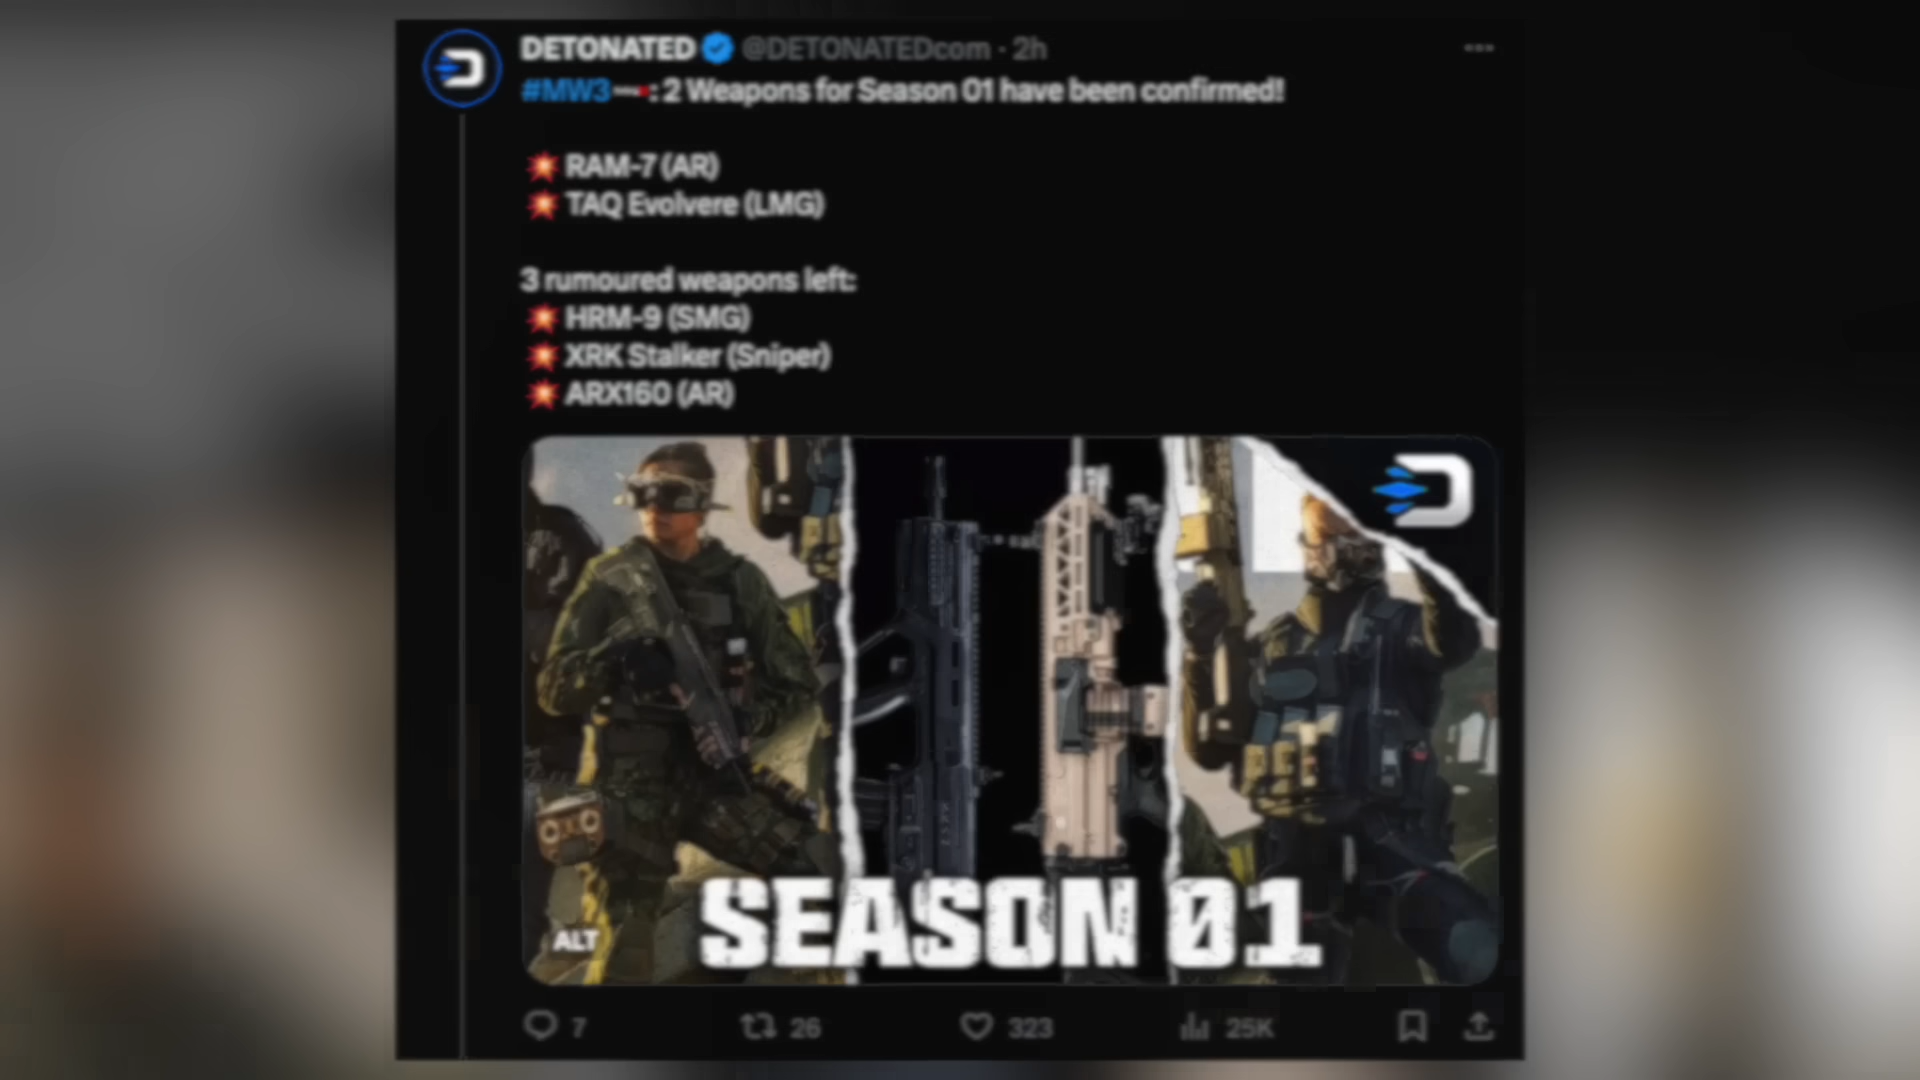 DETONATED @DETONATEDcom · 2h
#MW3: 2 Weapons for Season 01 have been confirmed!
RAM-7 (AR)
TAQ Evolvere (LMG)
3 rumoured weapons left:
HRM-9 (SMG)
XRK Stalker (Sniper)
ARX160 (AR)
SEASON 01
ALT
7 26 323 25K